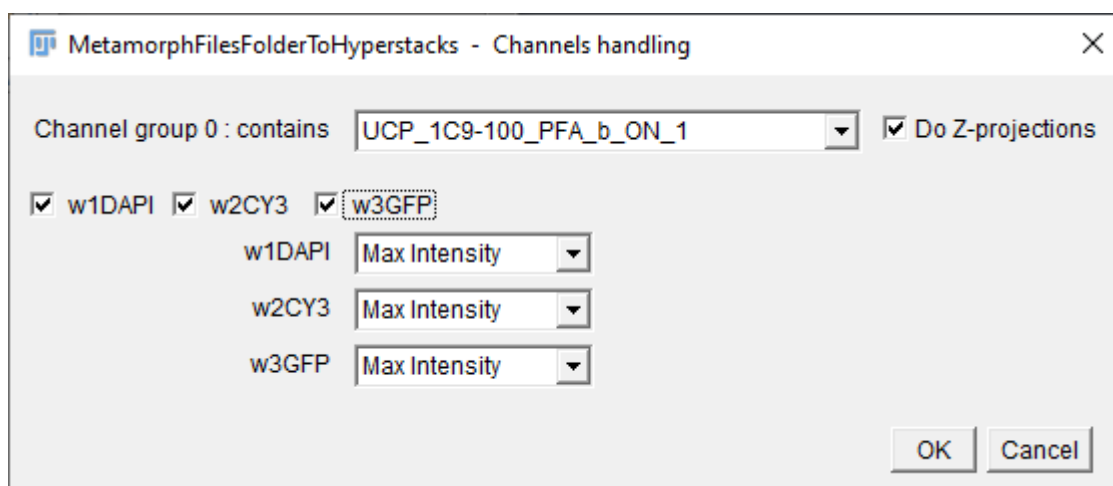 MetamorphFilesFolderToHyperstacks - Channels handling
Channel group 0 : contains UCP_1C9-100_PFA_b_ON_1 Do Z-projections
w1DAPI w2CY3 w3GFP
w1DAPI Max Intensity
w2CY3 Max Intensity
w3GFP Max Intensity
OK Cancel